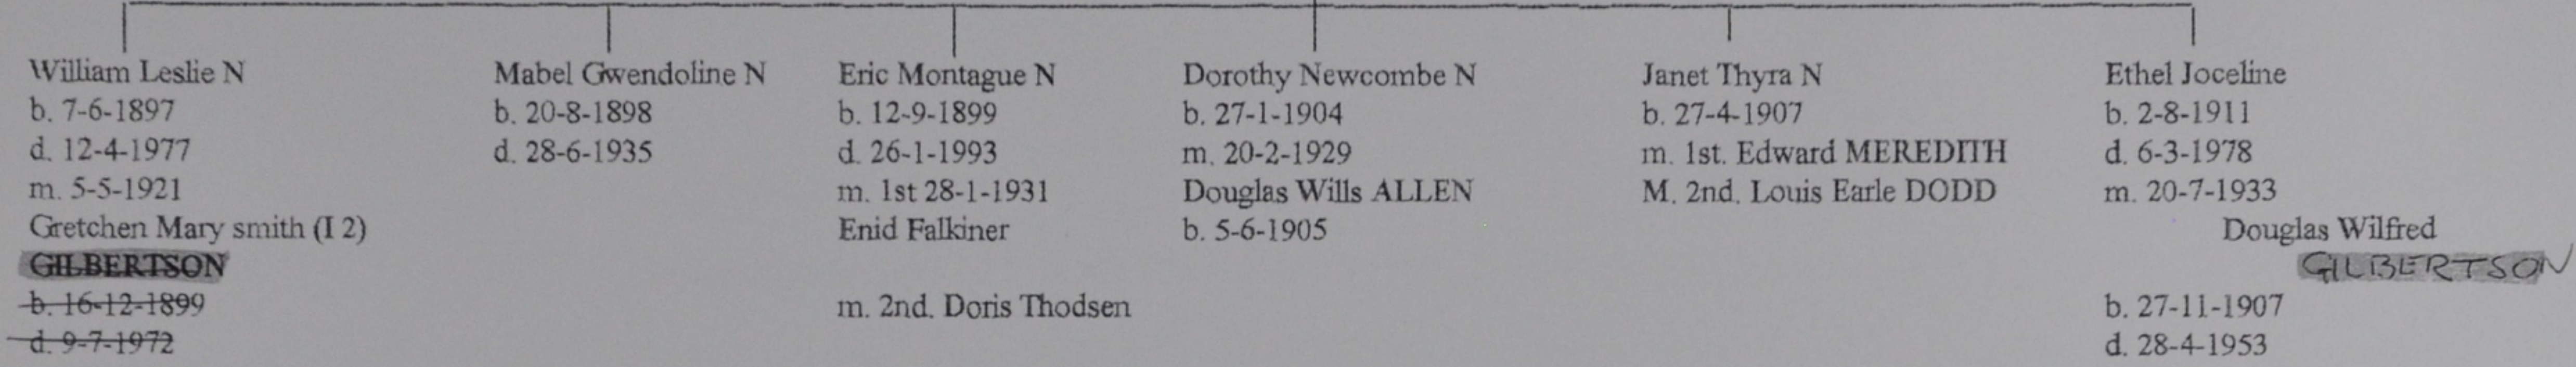 William Leslie N
b. 7-6-1897
d. 12-4-1977
m. 5-5-1921
Gretchen Mary smith (I 2)
GILBERTSON
b. 16-12-1899
d. 9-7-1972
Mabel Gwendoline N
b. 20-8-1898
d. 28-6-1935
Eric Montague N
b. 12-9-1899
d. 26-1-1993
m. 1st 28-1-1931
Enid Falkiner
m. 2nd. Doris Thodsen
Dorothy Newcombe N
b. 27-1-1904
m. 20-2-1929
Douglas Wills ALLEN
b. 5-6-1905
Janet Thyra N
b. 27-4-1907
m. 1st. Edward MEREDITH
M. 2nd. Louis Earle DODD
Ethel Joceline
b. 2-8-1911
d. 6-3-1978
m. 20-7-1933
Douglas Wilfred
GILBERTSON
b. 27-11-1907
d. 28-4-1953